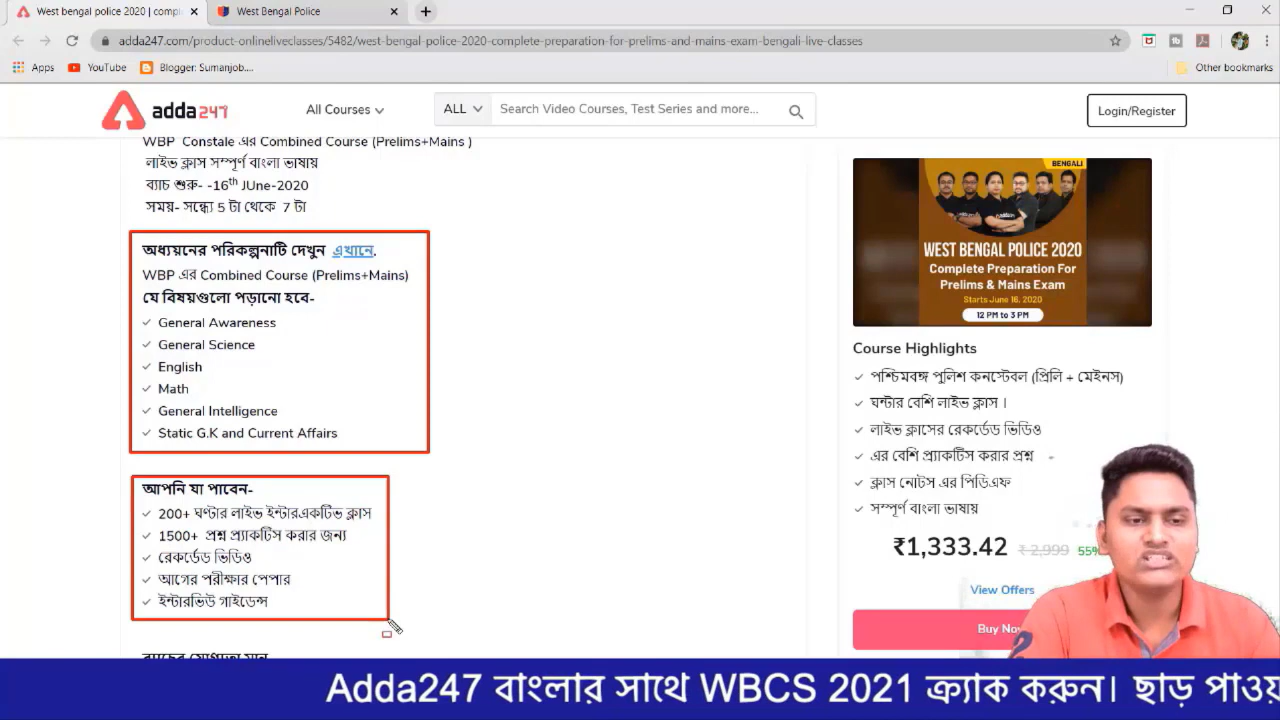 West bengal police 2020 | compl
West Bengal Police
adda247.com/product-onlineliveclasses/5482/west-bengal-police-2020-complete-preparation-for-prelims-and-mains-exam-bengali-live-classes
Apps
YouTube
Blogger: Sumanjob....
Other bookmarks
adda247
All Courses
ALL
Search Video Courses, Test Series and more...
Login/Register
WBP Constale এর Combined Course (Prelims+Mains )
লাইভ ক্লাস সম্পূর্ণ বাংলা ভাষায়
ব্যাচ শুরু- -16th JUne-2020
সময়- সন্ধ্যে 5 টা থেকে 7 টা
অধ্যয়নের পরিকল্পনাটি দেখুন এখানে.
WBP এর Combined Course (Prelims+Mains)
যে বিষয়গুলো পড়ানো হবে-
General Awareness
General Science
English
Math
General Intelligence
Static G.K and Current Affairs
আপনি যা পাবেন-
200+ ঘণ্টার লাইভ ইন্টারএকটিভ ক্লাস
1500+ প্রশ্ন প্র্যাকটিস করার জন্য
রেকর্ডেড ভিডিও
আগের পরীক্ষার পেপার
ইন্টারভিউ গাইডেন্স
BENGALI
WEST BENGAL POLICE 2020
Complete Preparation For
Prelims & Mains Exam
Starts June 16, 2020
12 PM to 3 PM
Course Highlights
পশ্চিমবঙ্গ পুলিশ কনস্টেবল (প্রিলি + মেইনস)
ঘন্টার বেশি লাইভ ক্লাস ।
লাইভ ক্লাসের রেকর্ডেড ভিডিও
এর বেশি প্র্যাকটিস করার প্রশ্ন
ক্লাস নোটস এর পিডিএফ
সম্পূর্ণ বাংলা ভাষায়
₹1,333.42 ₹ 2,999 55%
View Offers
Buy Now
Adda247 বাংলার সাথে WBCS 2021 ক্র্যাক করুন। ছাড় পাওয়